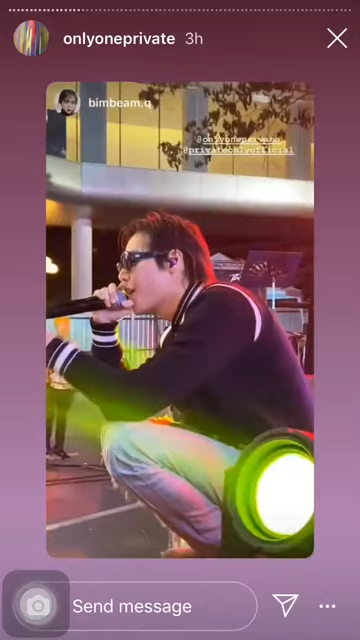 onlyoneprivate 3h
bimbeam.q
@onlyoneprivate
@privateonlyofficial
Send message